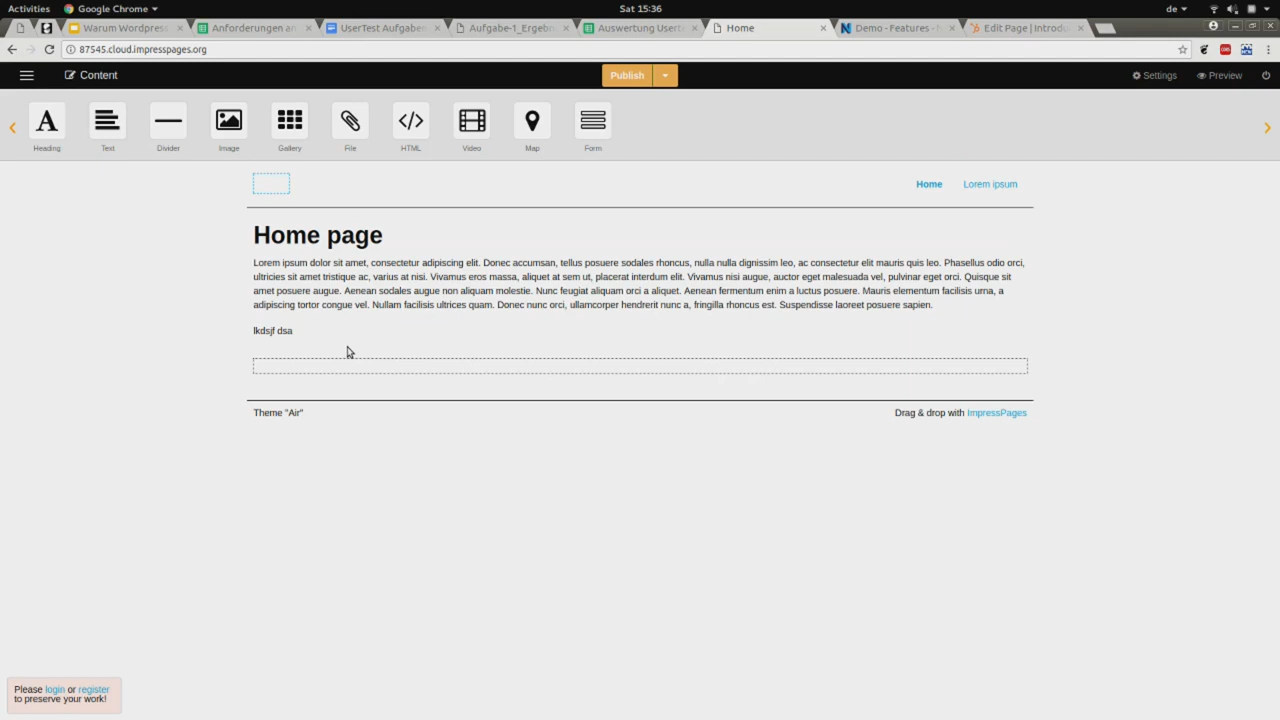 Activities Google Chrome ▾ Sat 15:36 de ▾
Warum Wordpress × Anforderungen an × UserTest Aufgaben × Aufgabe-1_Ergebn × Auswertung Userte × Home × Demo - Features - × Edit Page | Introdu ×
87545.cloud.impresspages.org
Content Publish Settings Preview
Heading Text Divider Image Gallery File HTML Video Map Form
Home Lorem ipsum
Home page
Lorem ipsum dolor sit amet, consectetur adipiscing elit. Donec accumsan, tellus posuere sodales rhoncus, nulla nulla dignissim leo, ac consectetur elit mauris quis leo. Phasellus odio orci,
ultricies sit amet tristique ac, varius at nisi. Vivamus eros massa, aliquet at sem ut, placerat interdum elit. Vivamus nisi augue, auctor eget malesuada vel, pulvinar eget orci. Quisque sit
amet posuere augue. Aenean sodales augue non aliquam molestie. Nunc feugiat aliquam orci a aliquet. Aenean fermentum enim a luctus posuere. Mauris elementum facilisis urna, a
adipiscing tortor congue vel. Nullam facilisis ultrices quam. Donec nunc orci, ullamcorper hendrerit nunc a, fringilla rhoncus est. Suspendisse laoreet posuere sapien.
lkdsjf dsa
Theme "Air" Drag & drop with ImpressPages
Please login or register
to preserve your work!